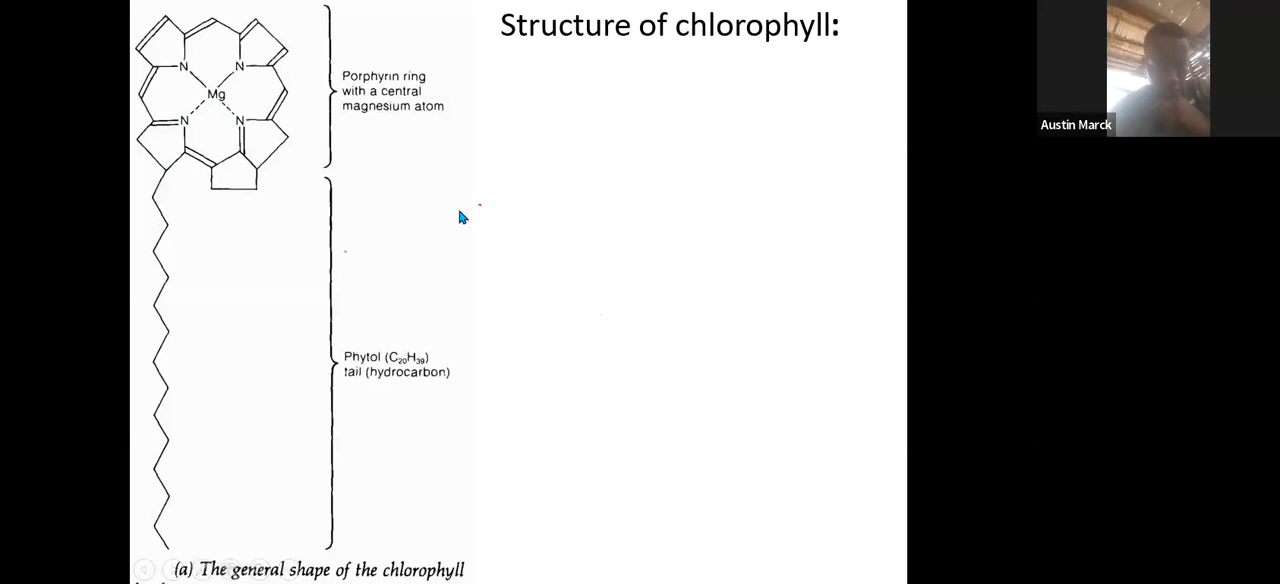 Structure of chlorophyll:
N N
Mg
N N
Porphyrin ring
with a central
magnesium atom
Phytol (C₂₀H₃₉)
tail (hydrocarbon)
(a) The general shape of the chlorophyll
Austin Marck